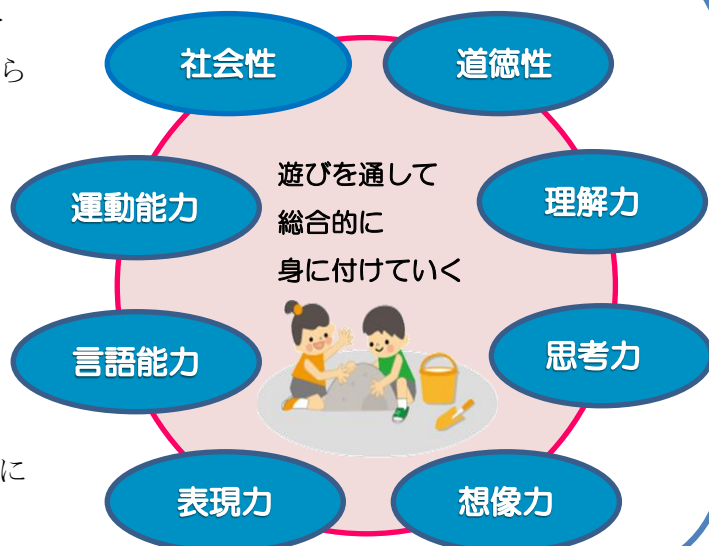 ら
社会性
道徳性
遊びを通して
総合的に
身に付けていく
運動能力
理解力
言語能力
思考力
に
表現力
想像力